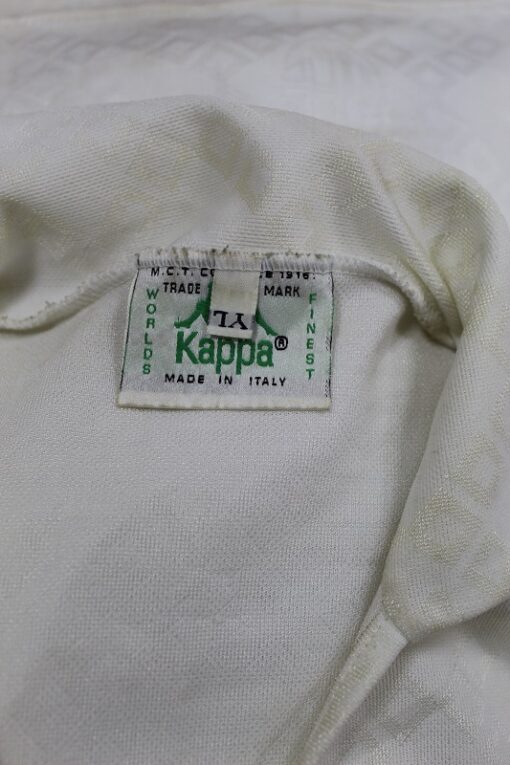 M.C.T. CO 1916.
TRADE MARK
WORLDS
FINEST
YL
Kappa®
MADE IN ITALY